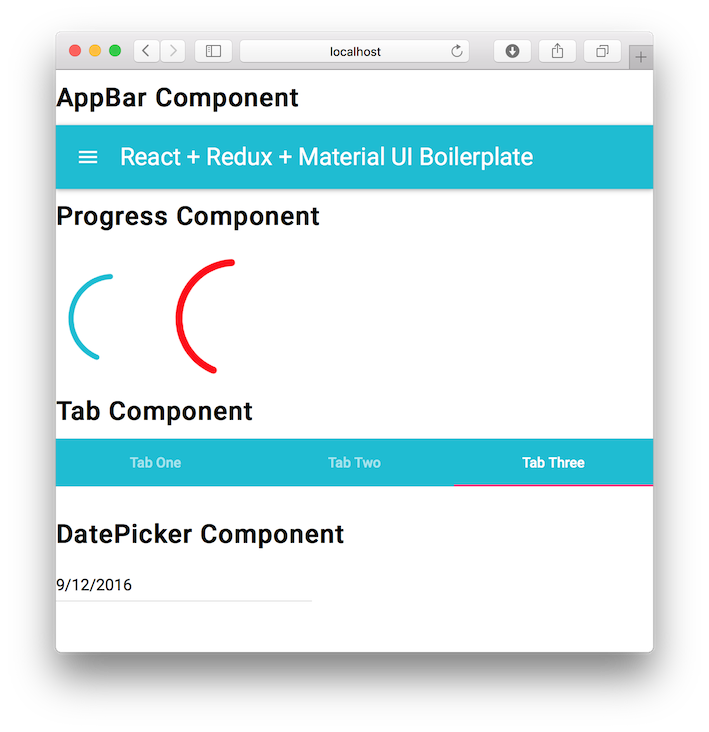 localhost
AppBar Component
React + Redux + Material UI Boilerplate
Progress Component
Tab Component
Tab One Tab Two Tab Three
DatePicker Component
9/12/2016